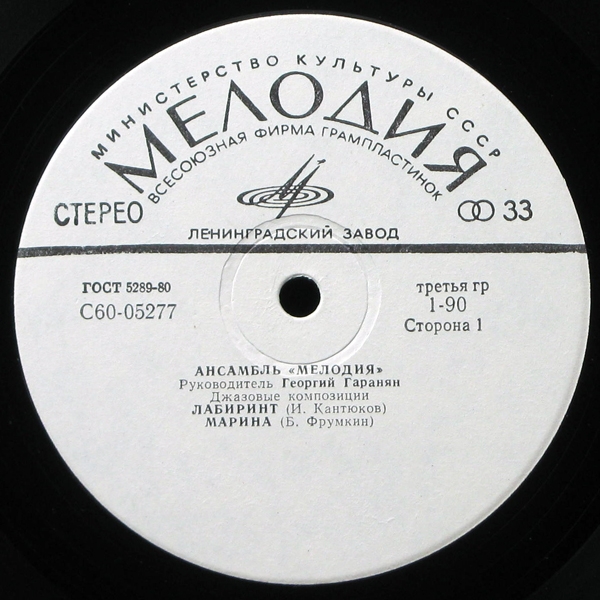 МИНИСТЕРСТВО КУЛЬТУРЫ СССР
МЕЛОДИЯ
ВСЕСОЮЗНАЯ ФИРМА ГРАМПЛАСТИНОК
СТЕРЕО
33
ЛЕНИНГРАДСКИЙ ЗАВОД
ГОСТ 5289-80
С60-05277
третья гр
1-90
Сторона 1
АНСАМБЛЬ «МЕЛОДИЯ»
Руководитель Георгий Гаранян
Джазовые композиции
ЛАБИРИНТ (И. Кантюков)
МАРИНА (Б. Фрумкин)